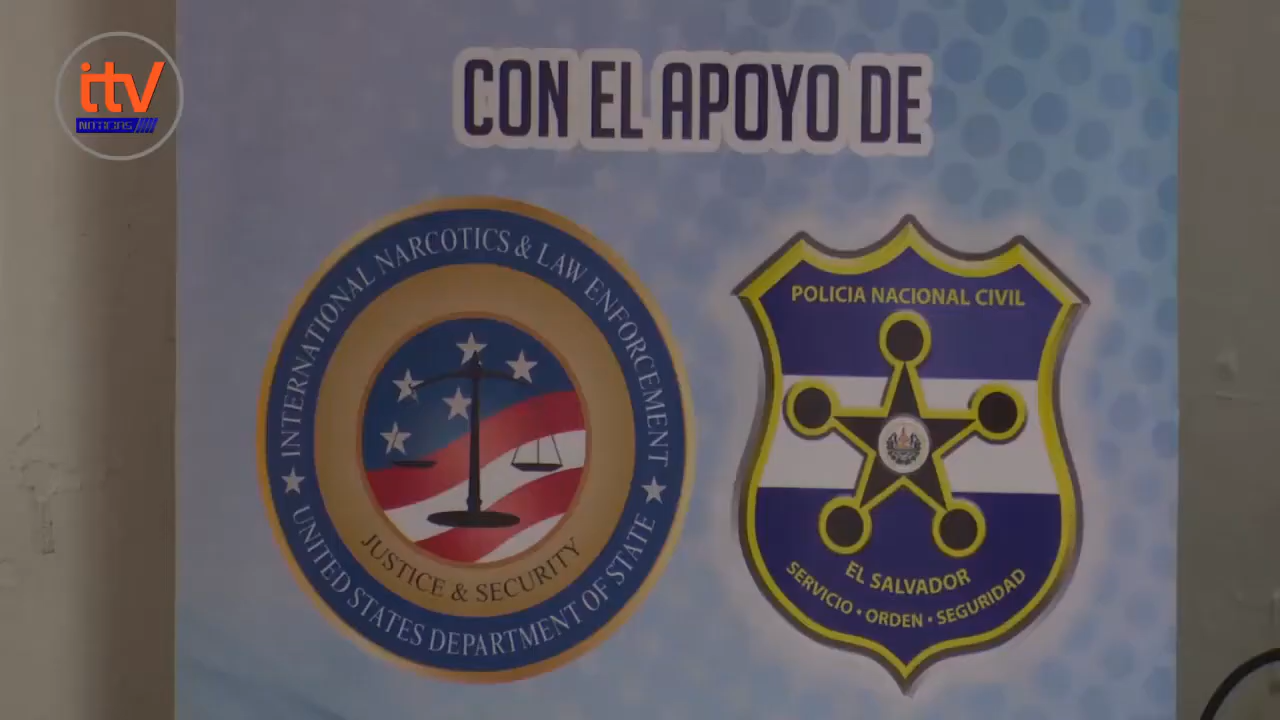 itv
NOTICIAS
CON EL APOYO DE
INTERNATIONAL NARCOTICS & LAW ENFORCEMENT
JUSTICE & SECURITY
UNITED STATES DEPARTMENT OF STATE
POLICIA NACIONAL CIVIL
EL SALVADOR
SERVICIO • ORDEN • SEGURIDAD